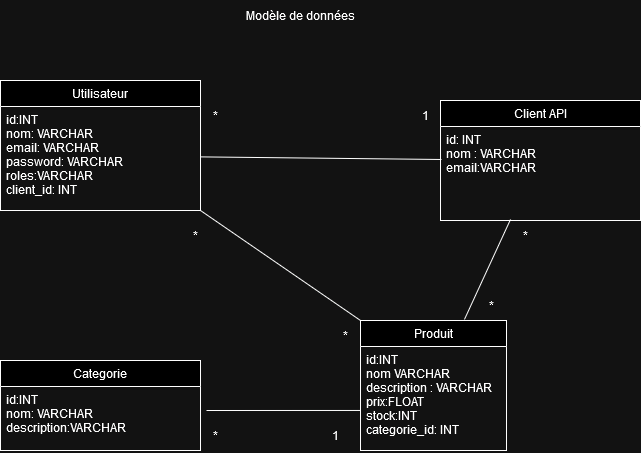 Modèle de données
Utilisateur
id:INT
nom: VARCHAR
email: VARCHAR
password: VARCHAR
roles:VARCHAR
client_id: INT
*
1
Client API
id: INT
nom : VARCHAR
email:VARCHAR
*
*
*
*
Produit
id:INT
nom VARCHAR
description : VARCHAR
prix:FLOAT
stock:INT
categorie_id: INT
Categorie
id:INT
nom: VARCHAR
description:VARCHAR
*
1